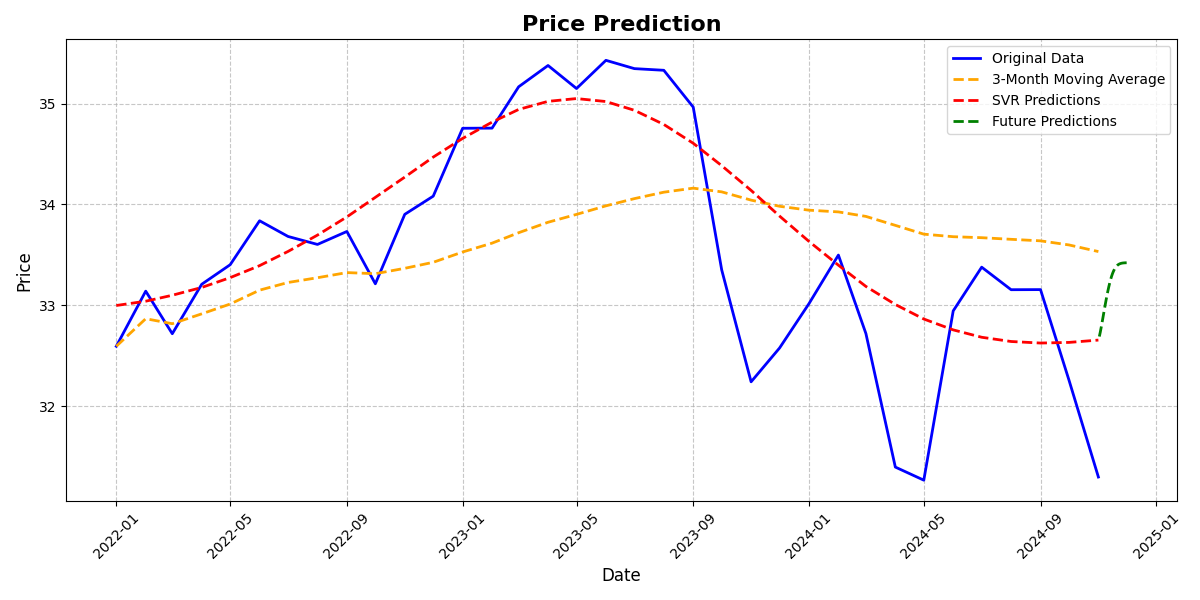 Price Prediction
Original Data
3-Month Moving Average
SVR Predictions
Future Predictions
Price
35
34
33
32
2022-01
2022-05
2022-09
2023-01
2023-05
2023-09
2024-01
2024-05
2024-09
2025-01
Date